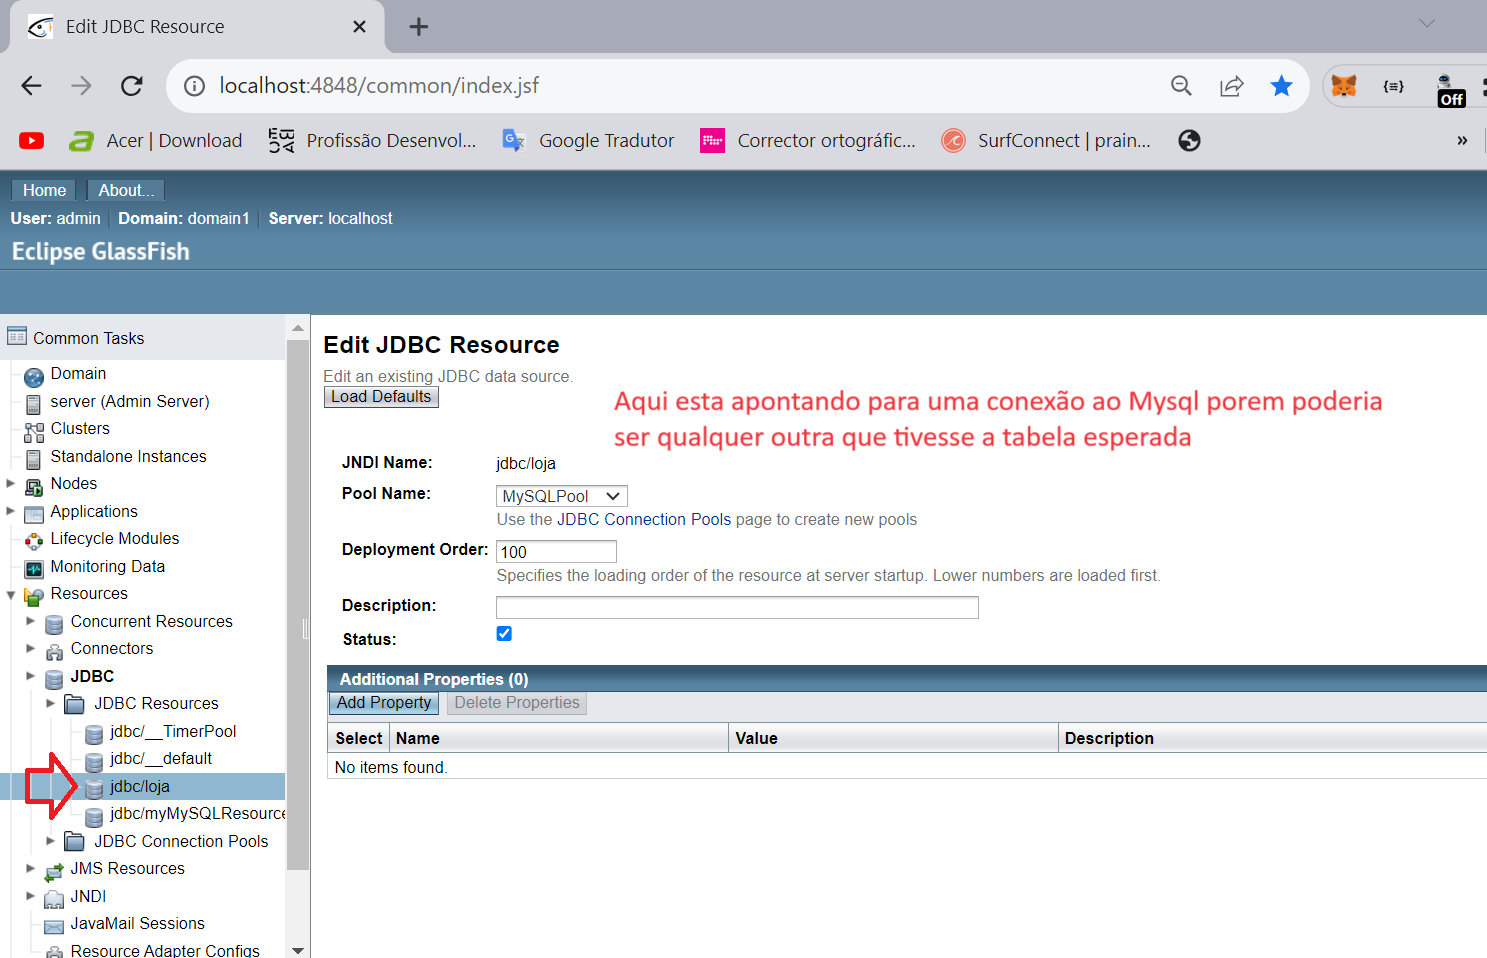 Edit JDBC Resource
localhost:4848/common/index.jsf
Off
Acer | Download
Profissão Desenvol...
Google Tradutor
Corrector ortográfic...
SurfConnect | prain...
»
Home About...
User: admin Domain: domain1 Server: localhost
Eclipse GlassFish
Common Tasks
Domain
server (Admin Server)
Clusters
Standalone Instances
Nodes
Applications
Lifecycle Modules
Monitoring Data
Resources
Concurrent Resources
Connectors
JDBC
JDBC Resources
jdbc/__TimerPool
jdbc/__default
jdbc/loja
jdbc/myMySQLResource
JDBC Connection Pools
JMS Resources
JNDI
JavaMail Sessions
Resource Adapter Configs
Edit JDBC Resource
Edit an existing JDBC data source.
Load Defaults
Aqui esta apontando para uma conexão ao Mysql porem poderia
ser qualquer outra que tivesse a tabela esperada
JNDI Name: jdbc/loja
Pool Name: MySQLPool
Use the JDBC Connection Pools page to create new pools
Deployment Order: 100
Specifies the loading order of the resource at server startup. Lower numbers are loaded first.
Description:
Status:
Additional Properties (0)
Add Property Delete Properties
Select Name Value Description
No items found.